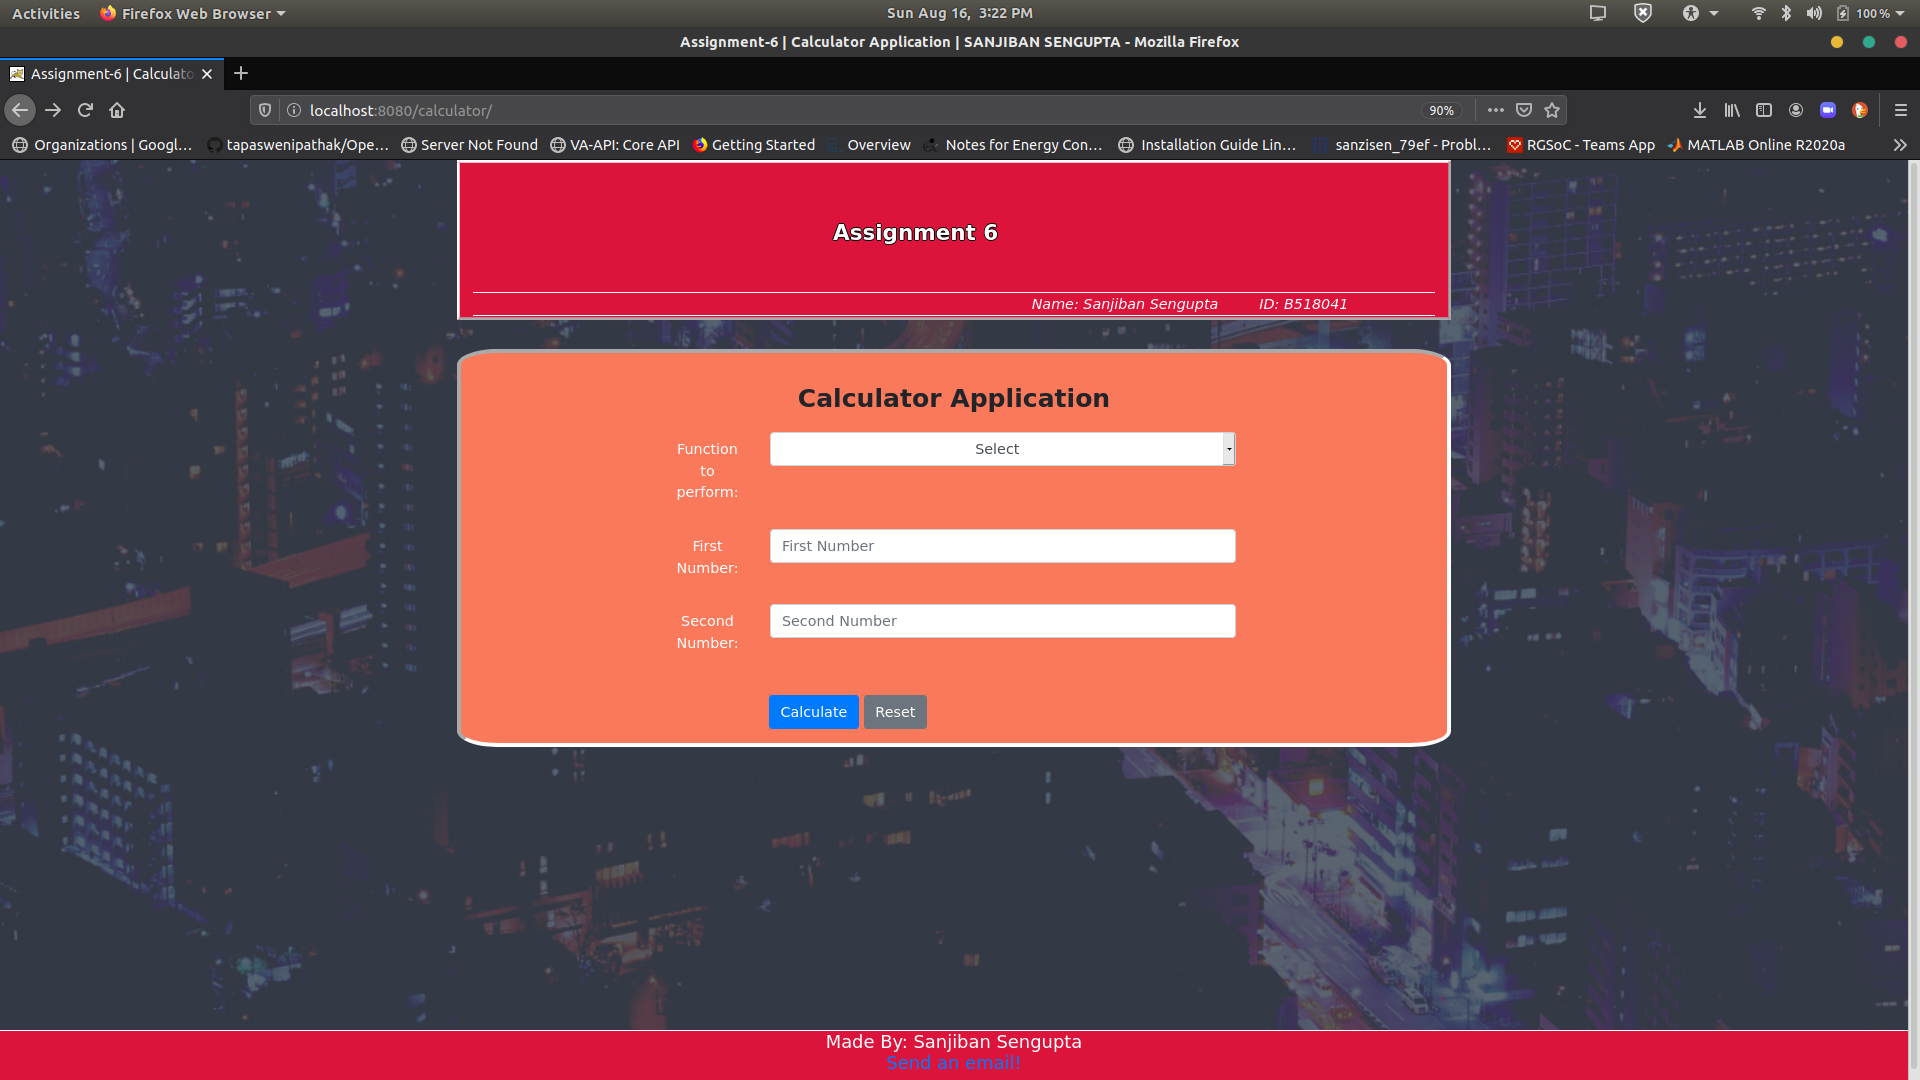 Activities
Firefox Web Browser
Sun Aug 16, 3:22 PM
100 %
Assignment-6 | Calculator Application | SANJIBAN SENGUPTA - Mozilla Firefox
Assignment-6 | Calculato
localhost:8080/calculator/
90%
Organizations | Googl…
tapaswenipathak/Ope…
Server Not Found
VA-API: Core API
Getting Started
Overview
Notes for Energy Con…
Installation Guide Lin…
sanzisen_79ef - Probl…
RGSoC - Teams App
MATLAB Online R2020a
Assignment 6
Name: Sanjiban Sengupta
ID: B518041
Calculator Application
Function
to
perform:
Select
First
Number:
First Number
Second
Number:
Second Number
Calculate
Reset
Made By: Sanjiban Sengupta
Send an email!